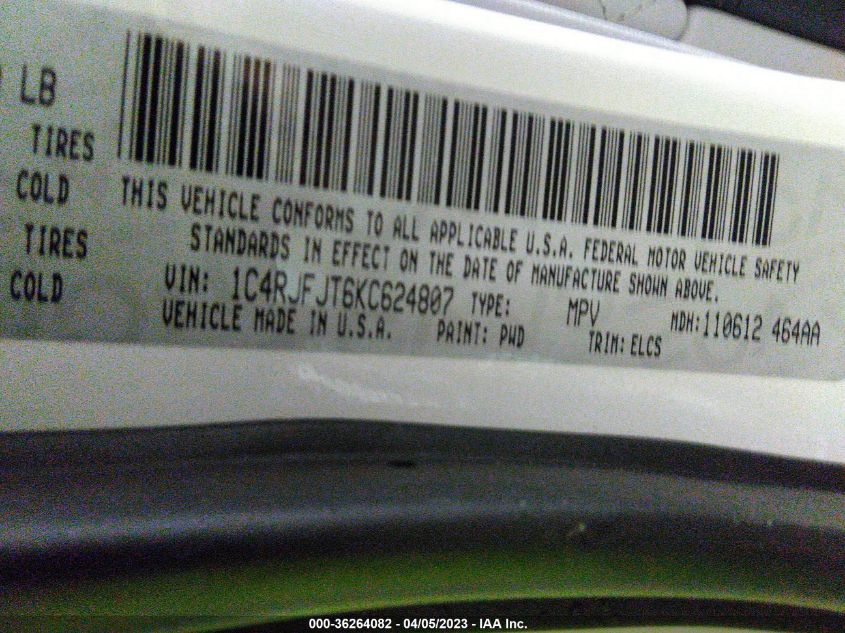 LB
TIRES
COLD
TIRES
COLD
THIS VEHICLE CONFORMS TO ALL APPLICABLE U.S.A. FEDERAL MOTOR VEHICLE SAFETY
STANDARDS IN EFFECT ON THE DATE OF MANUFACTURE SHOWN ABOVE.
VIN: 1C4RJFJT6KC624807 TYPE: MPV MDH:110612 464AA
VEHICLE MADE IN U.S.A. PAINT: PWD TRIM: ELCS
000-36264082 - 04/05/2023 - IAA Inc.